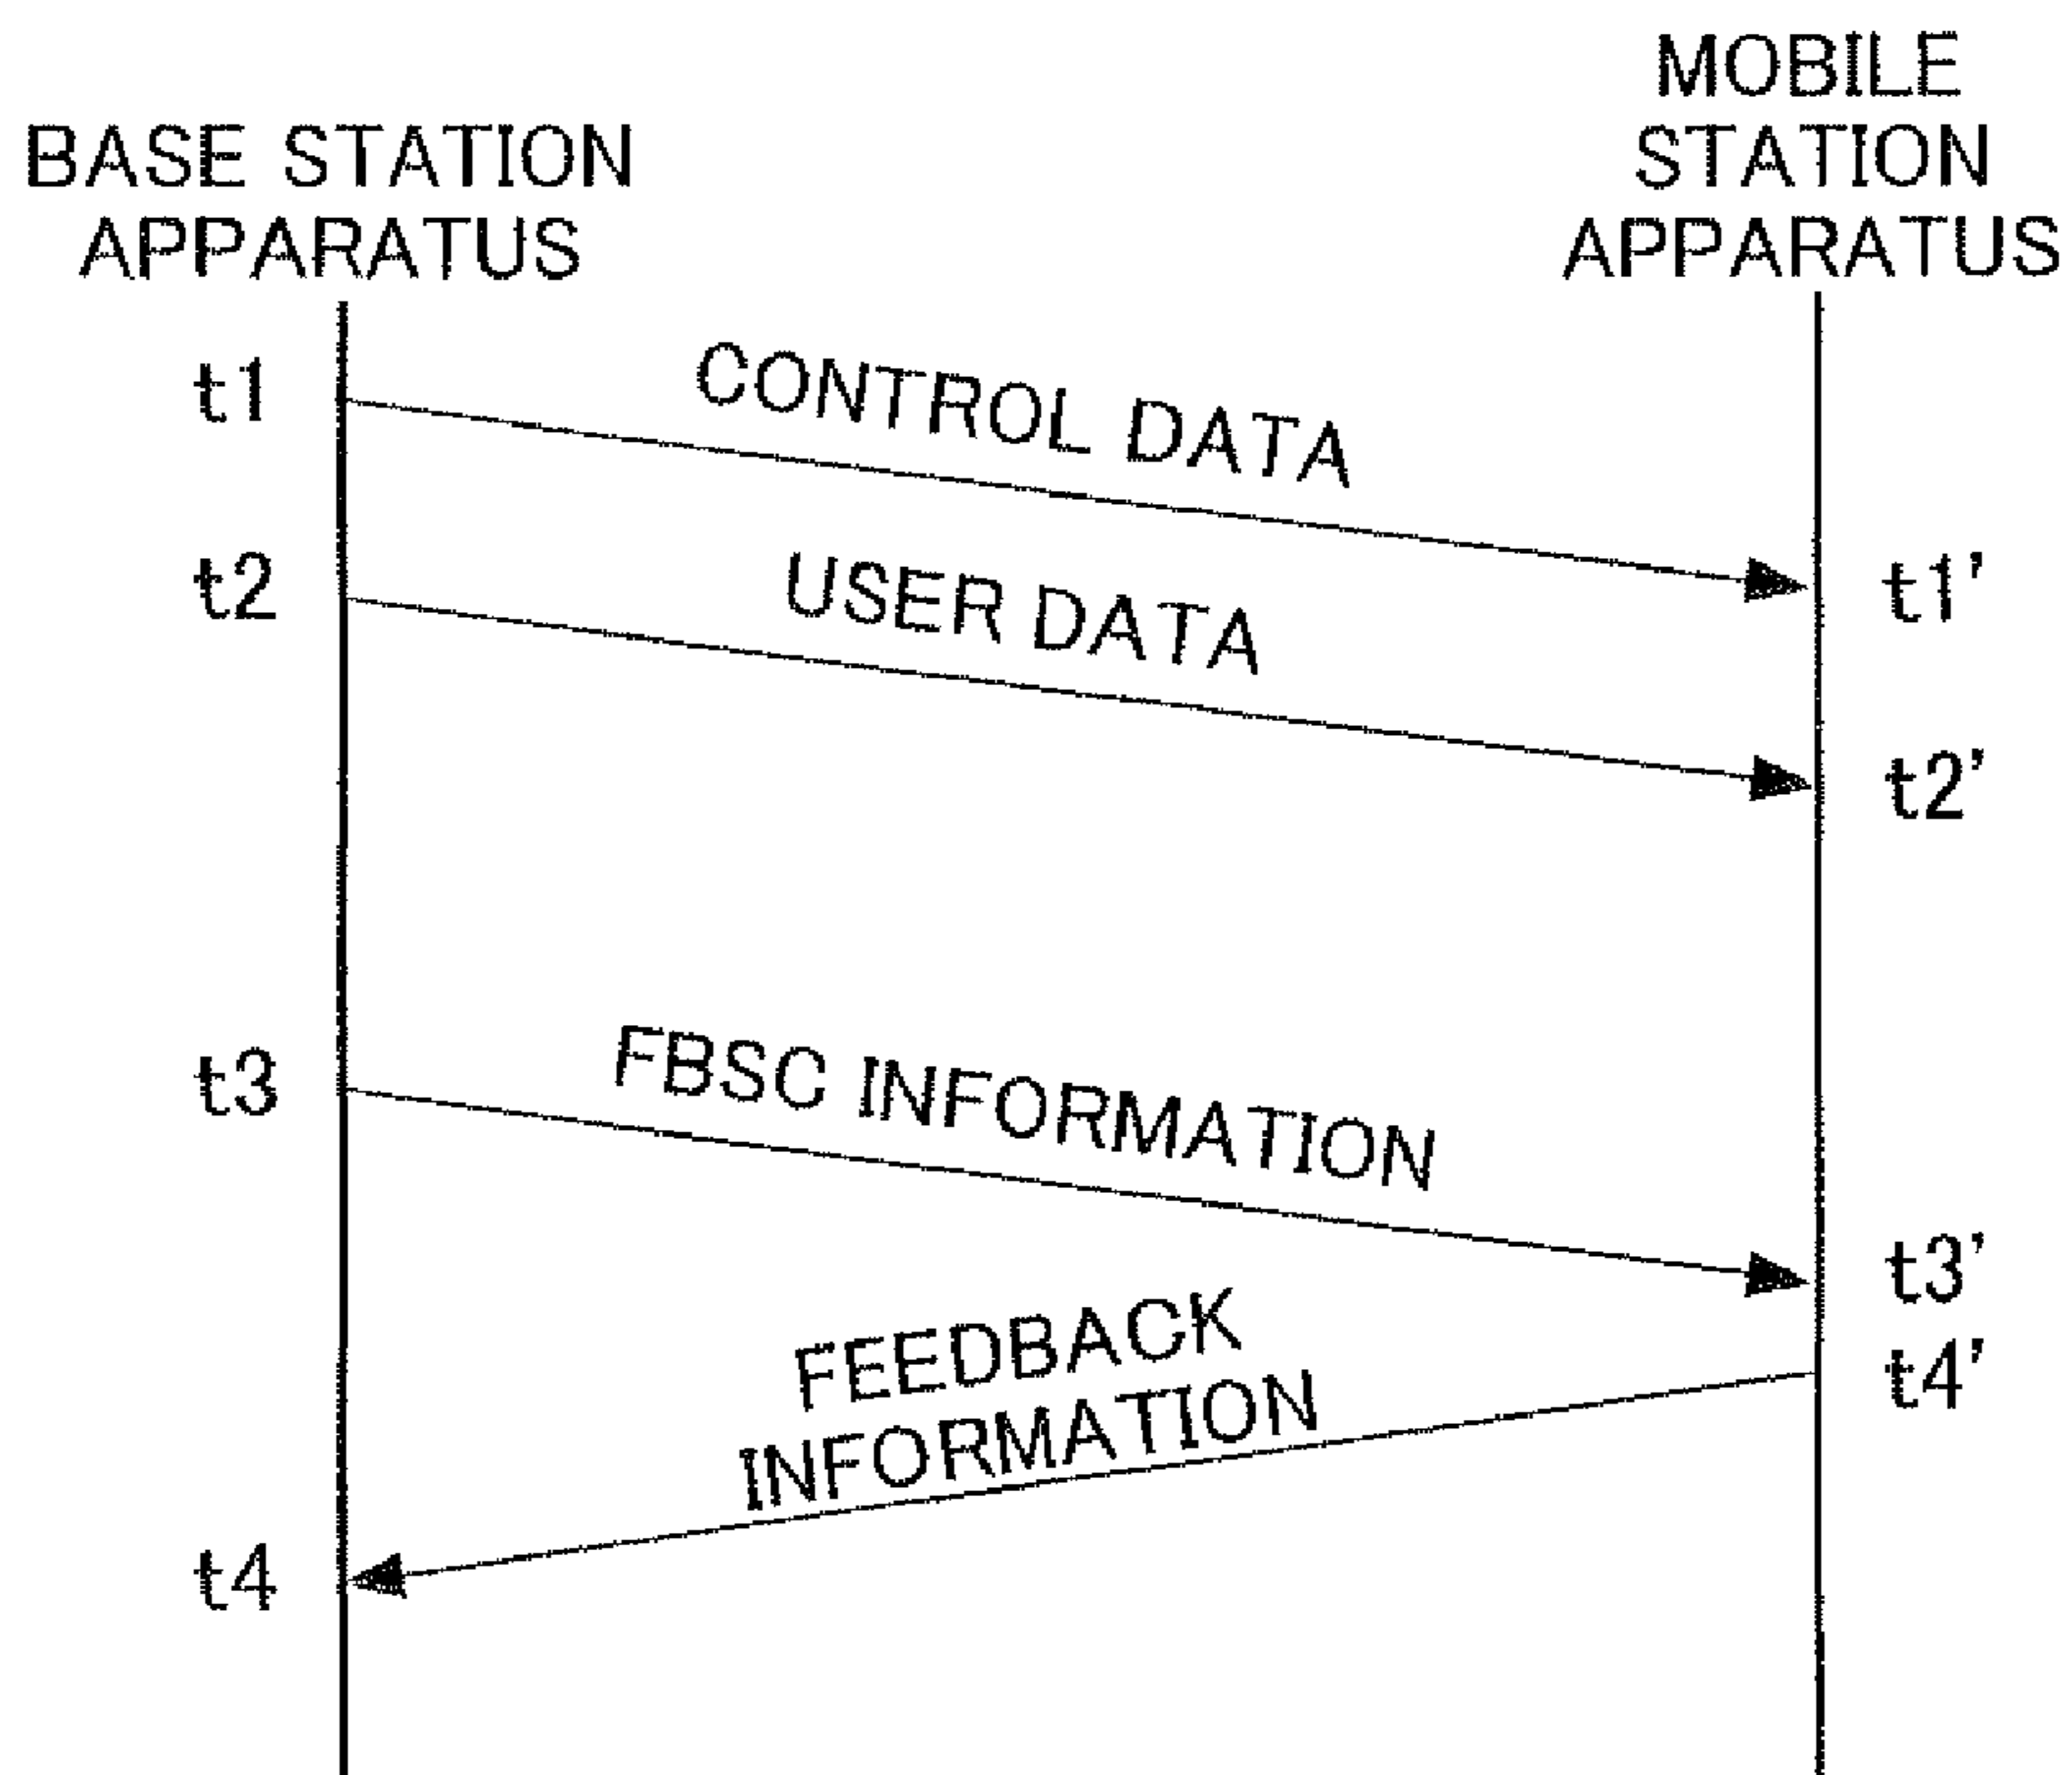 BASE STATION
APPARATUS
MOBILE
STATION
APPARATUS
t1
CONTROL DATA
t1'
t2
USER DATA
t2'
t3
FBSC INFORMATION
t3'
FEEDBACK
INFORMATION
t4'
t4